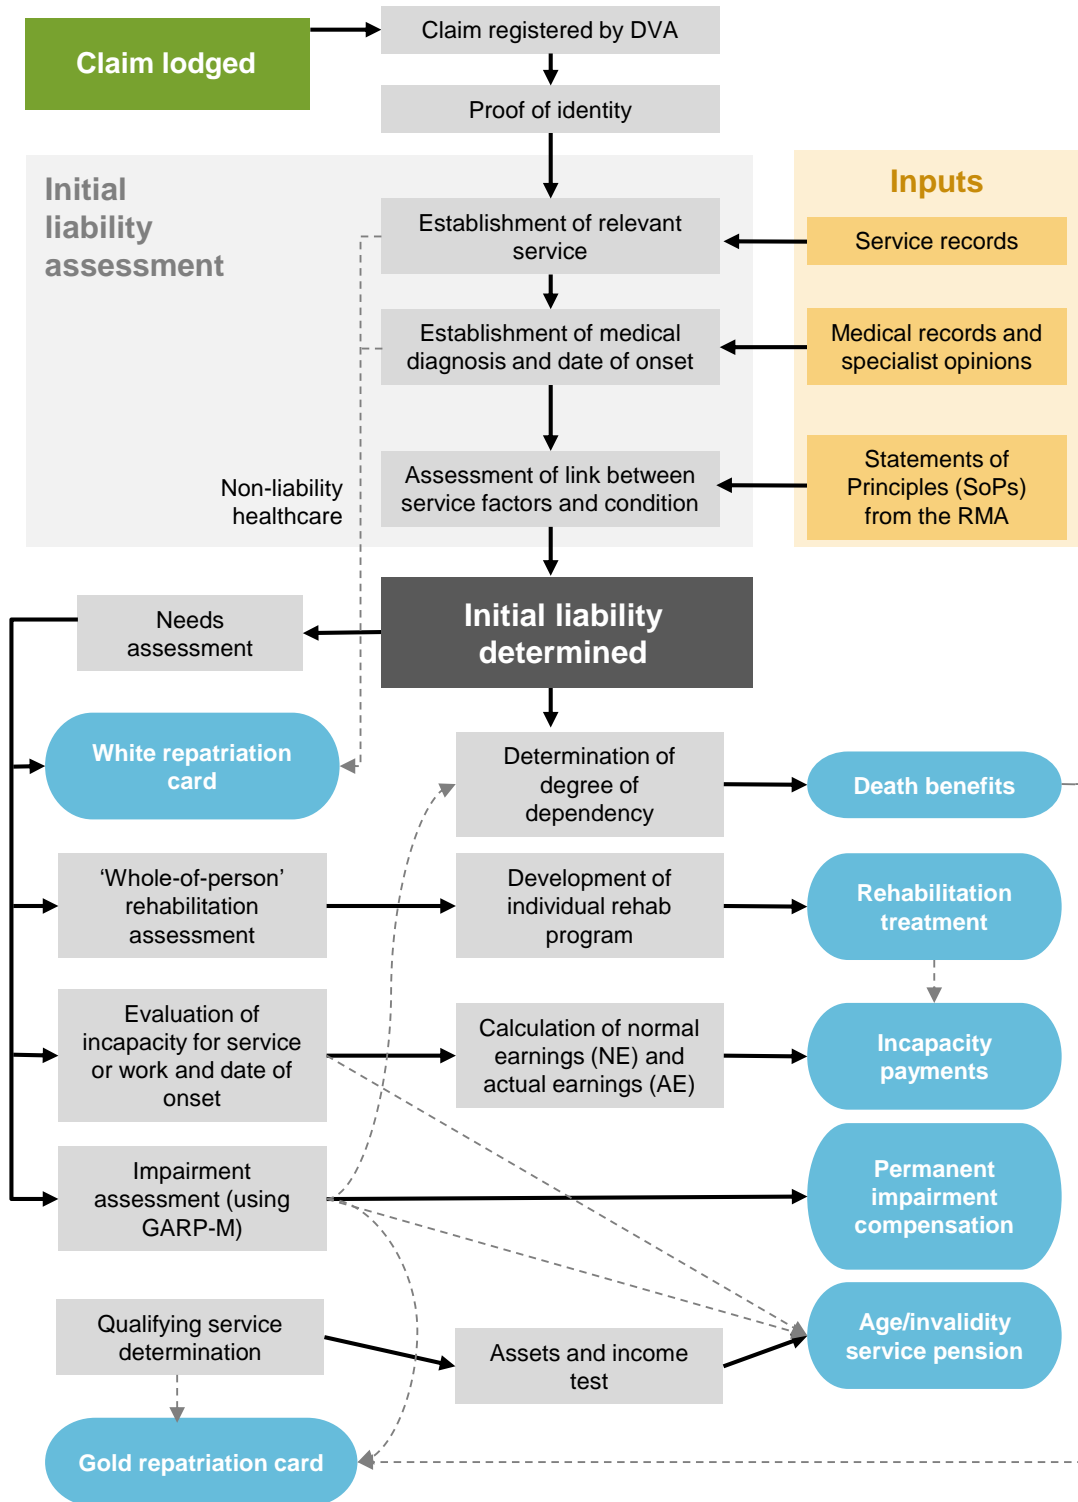 Claim lodged
Claim registered by DVA
Proof of identity
Initial
liability
assessment
Inputs
Establishment of relevant
service
Service records
Establishment of medical
diagnosis and date of onset
Medical records and
specialist opinions
Assessment of link between
service factors and condition
Statements of
Principles (SoPs)
from the RMA
Non-liability
healthcare
Initial liability
determined
Needs
assessment
White repatriation
card
Determination of
degree of
dependency
Death benefits
‘Whole-of-person’
rehabilitation
assessment
Development of
individual rehab
program
Rehabilitation
treatment
Evaluation of
incapacity for service
or work and date of
onset
Calculation of normal
earnings (NE) and
actual earnings (AE)
Incapacity
payments
Impairment
assessment (using
GARP-M)
Permanent
impairment
compensation
Qualifying service
determination
Assets and income
test
Age/invalidity
service pension
Gold repatriation card